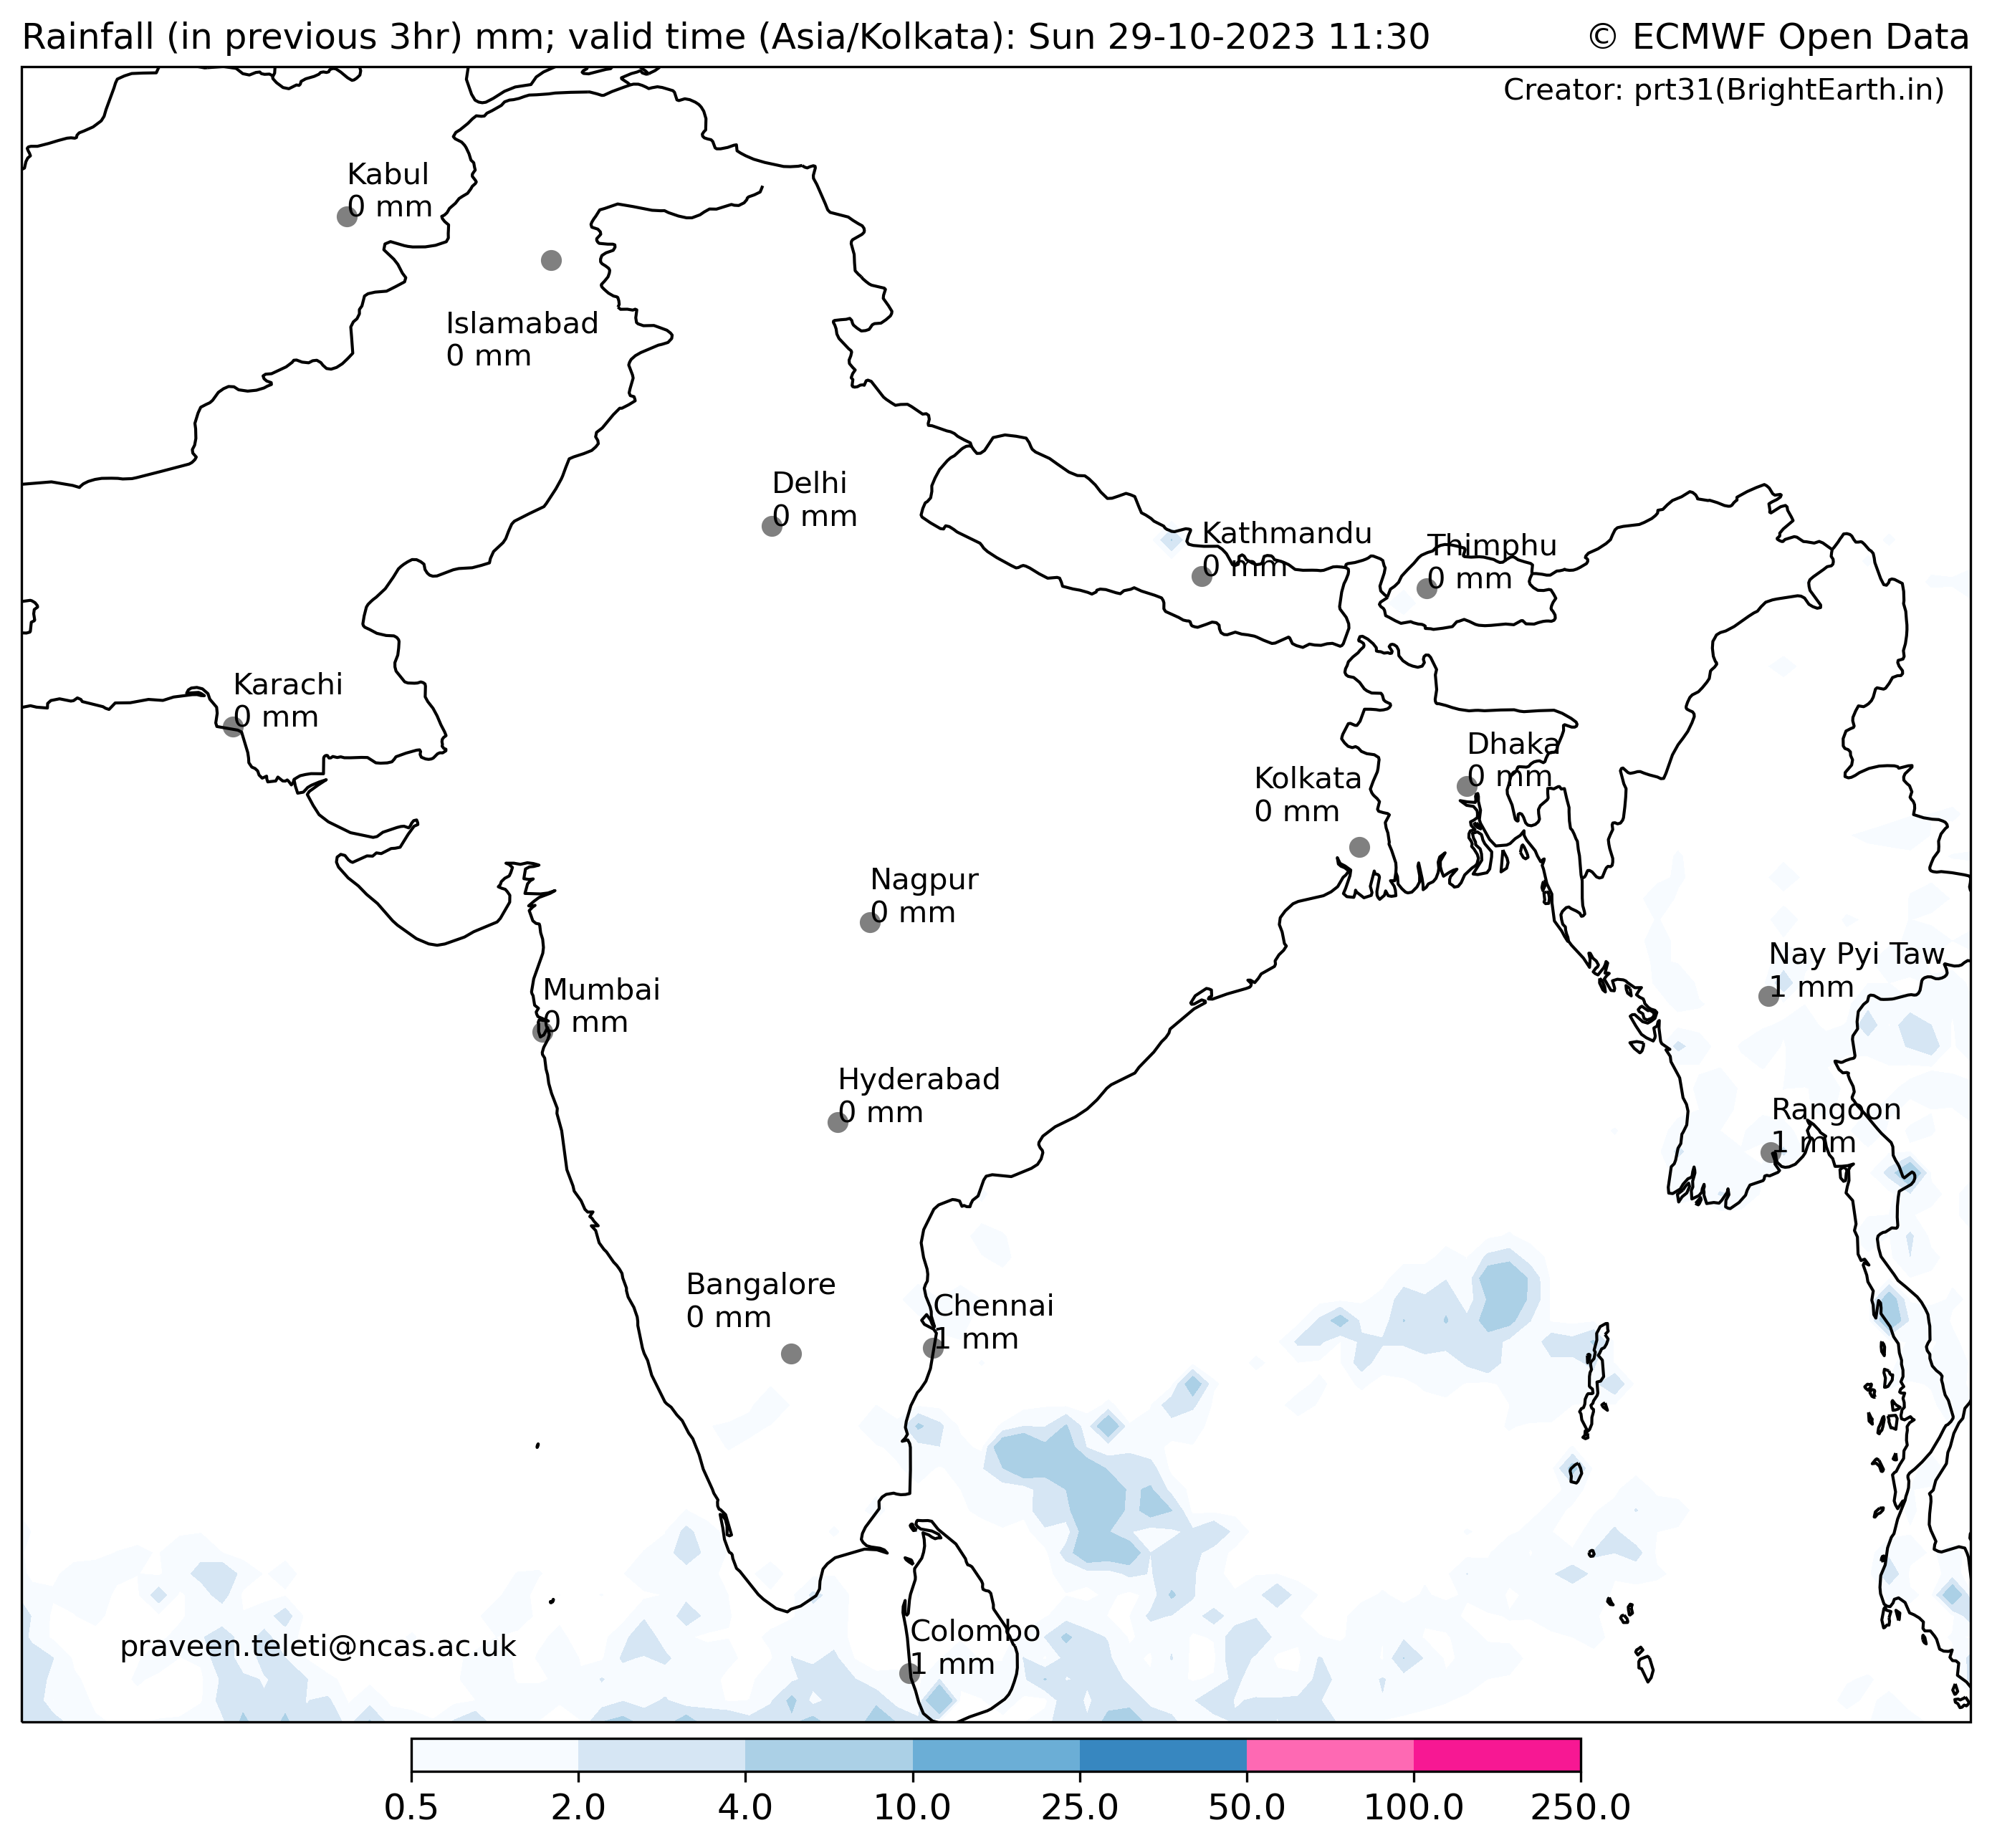 Rainfall (in previous 3hr) mm; valid time (Asia/Kolkata): Sun 29-10-2023 11:30
© ECMWF Open Data
Creator: prt31(BrightEarth.in)
Kabul
0 mm
Islamabad
0 mm
Delhi
0 mm
Kathmandu
0 mm
Thimphu
0 mm
Karachi
0 mm
Dhaka
0 mm
Kolkata
0 mm
Nagpur
0 mm
Nay Pyi Taw
1 mm
Mumbai
0 mm
Hyderabad
0 mm
Rangoon
1 mm
Bangalore
0 mm
Chennai
1 mm
Colombo
1 mm
praveen.teleti@ncas.ac.uk
0.5 2.0 4.0 10.0 25.0 50.0 100.0 250.0